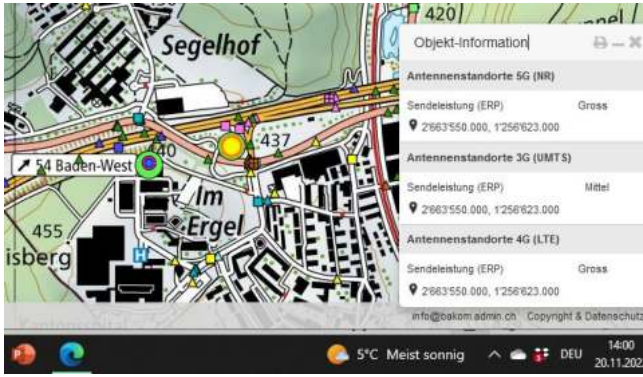 420
Segelhof
437
54 Baden-West
40
Im
Ergel
455
isberg
H
Objekt-Information
Antennenstandorte 5G (NR)
Sendeleistung (ERP) Gross
2'663'550.000, 1'256'623.000
Antennenstandorte 3G (UMTS)
Sendeleistung (ERP) Mittel
2'663'550.000, 1'256'623.000
Antennenstandorte 4G (LTE)
Sendeleistung (ERP) Gross
2'663'550.000, 1'256'623.000
info@bakom.admin.ch Copyright & Datenschutz
5°C Meist sonnig
DEU
14:00
20.11.202